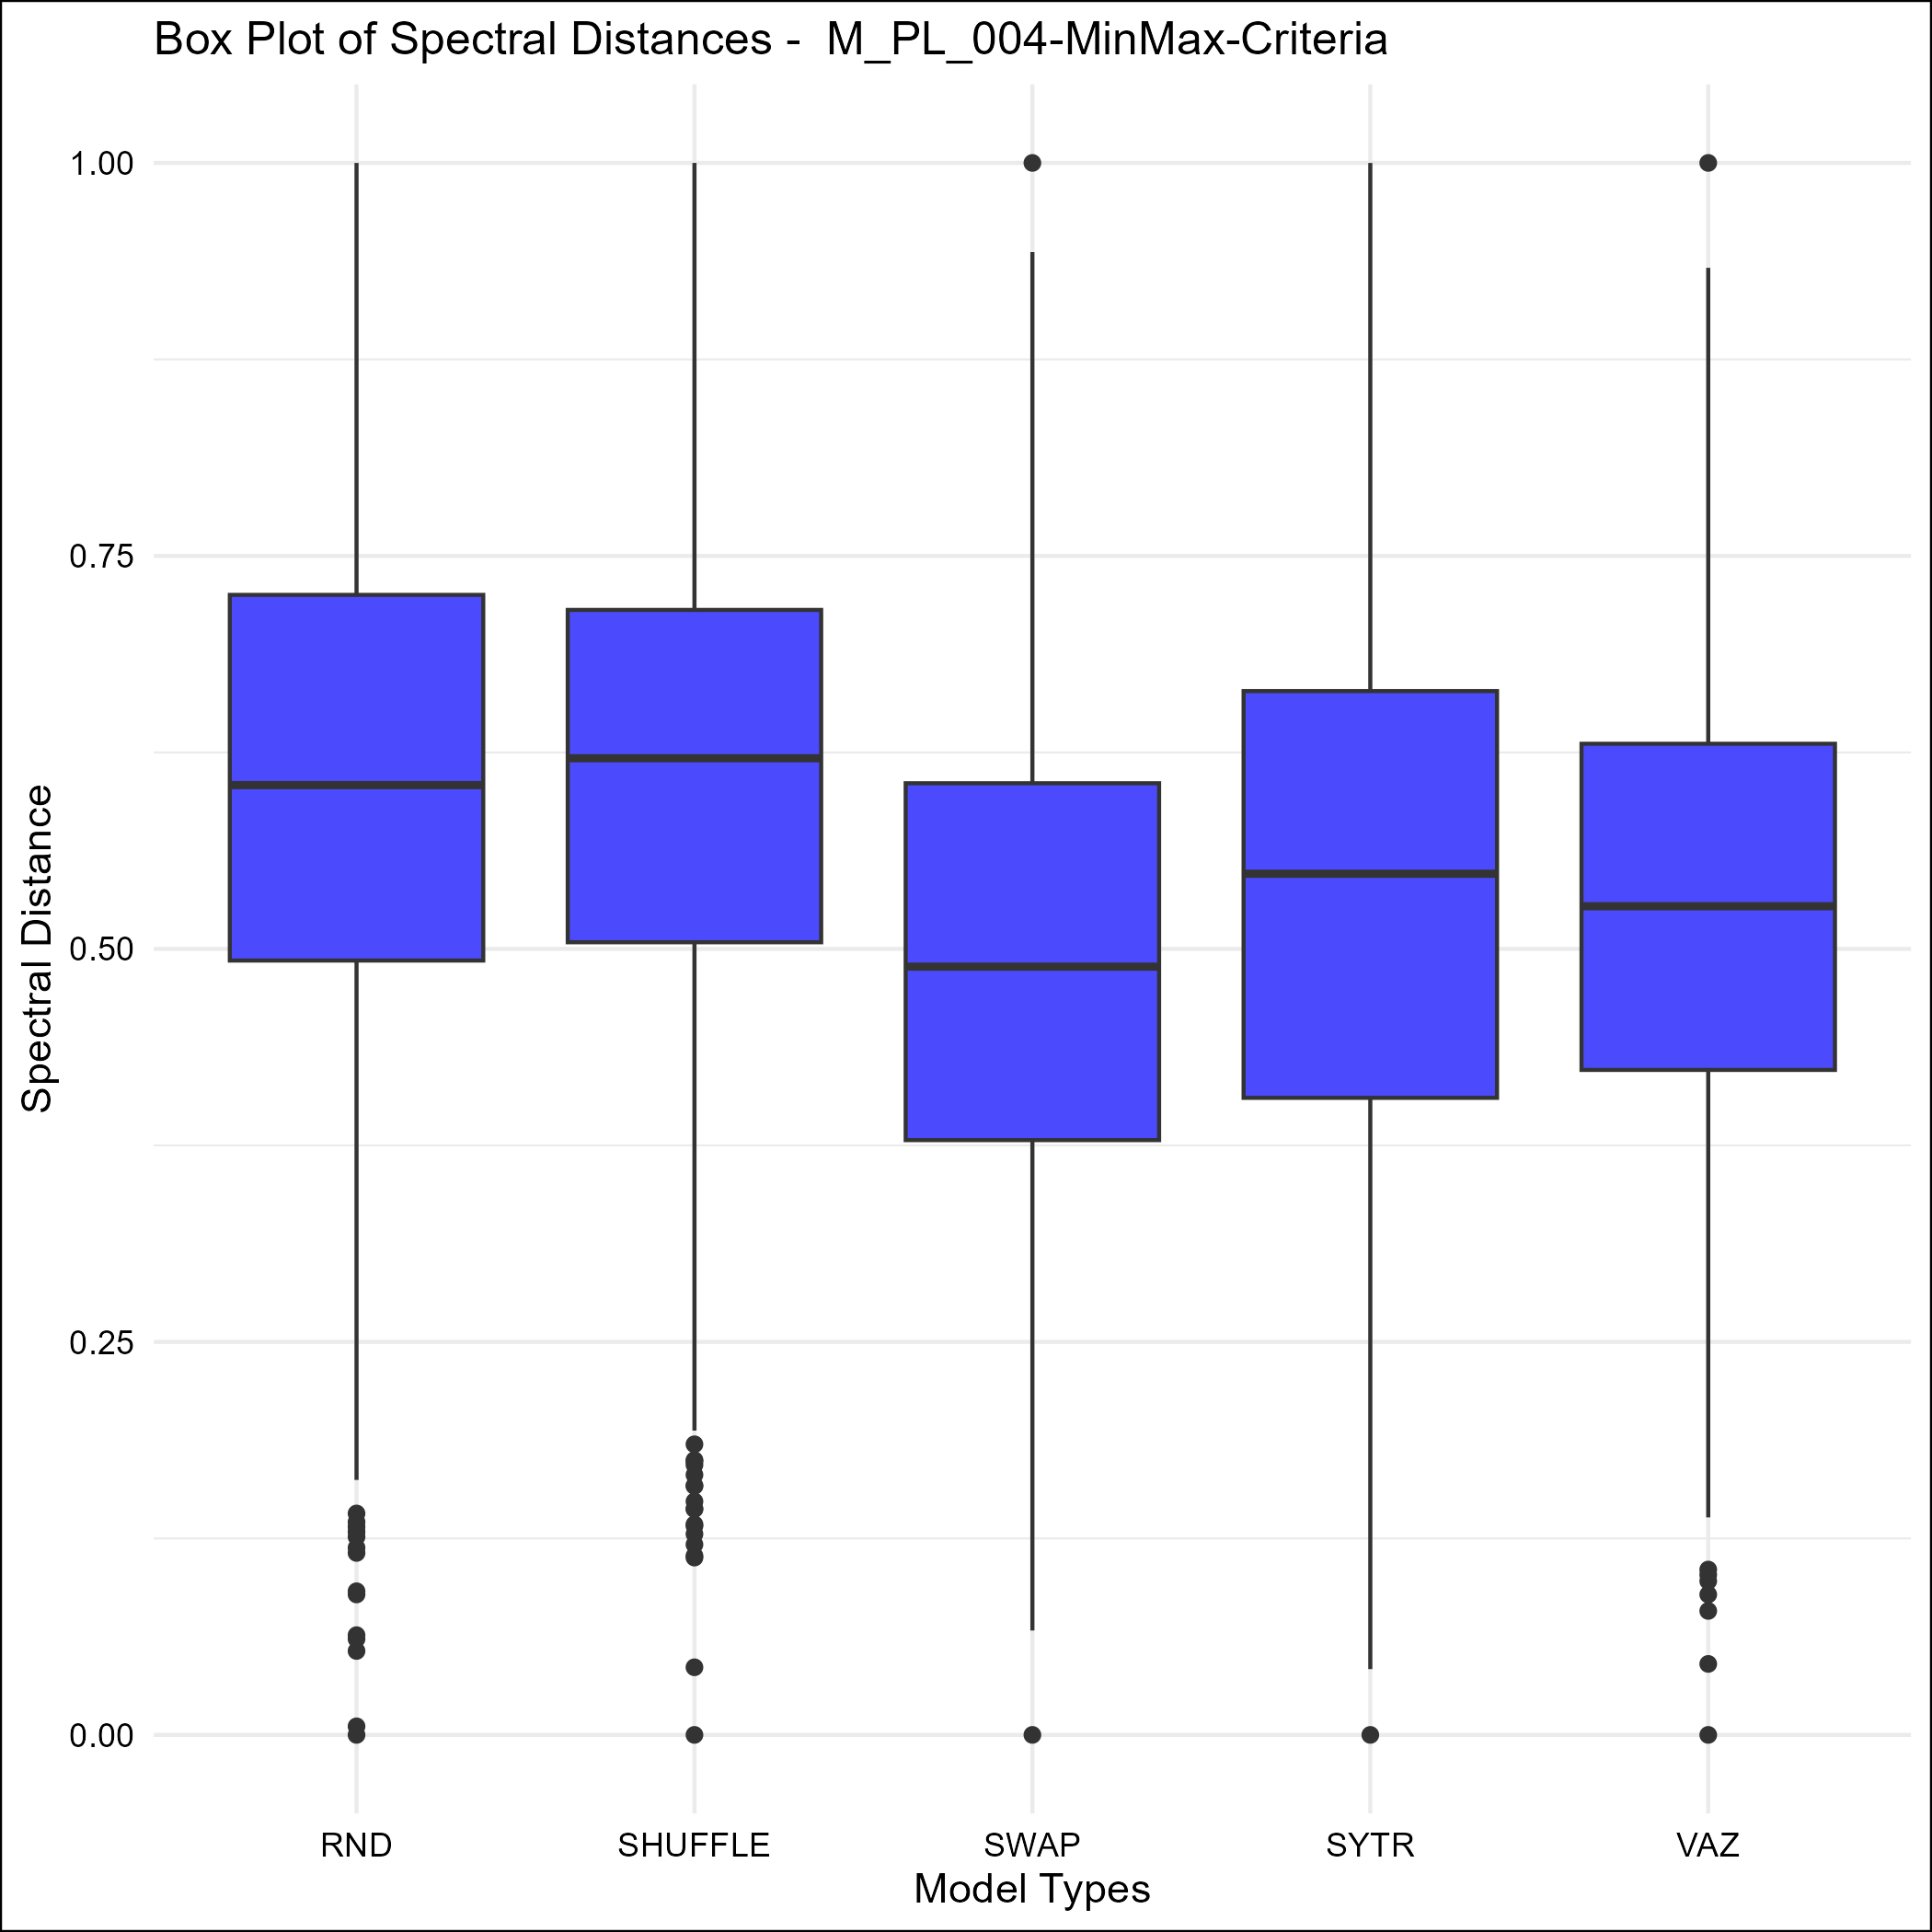 Box Plot of Spectral Distances -  M_PL_004-MinMax-Criteria
Spectral Distance
1.00
0.75
0.50
0.25
0.00
RND SHUFFLE SWAP SYTR VAZ
Model Types